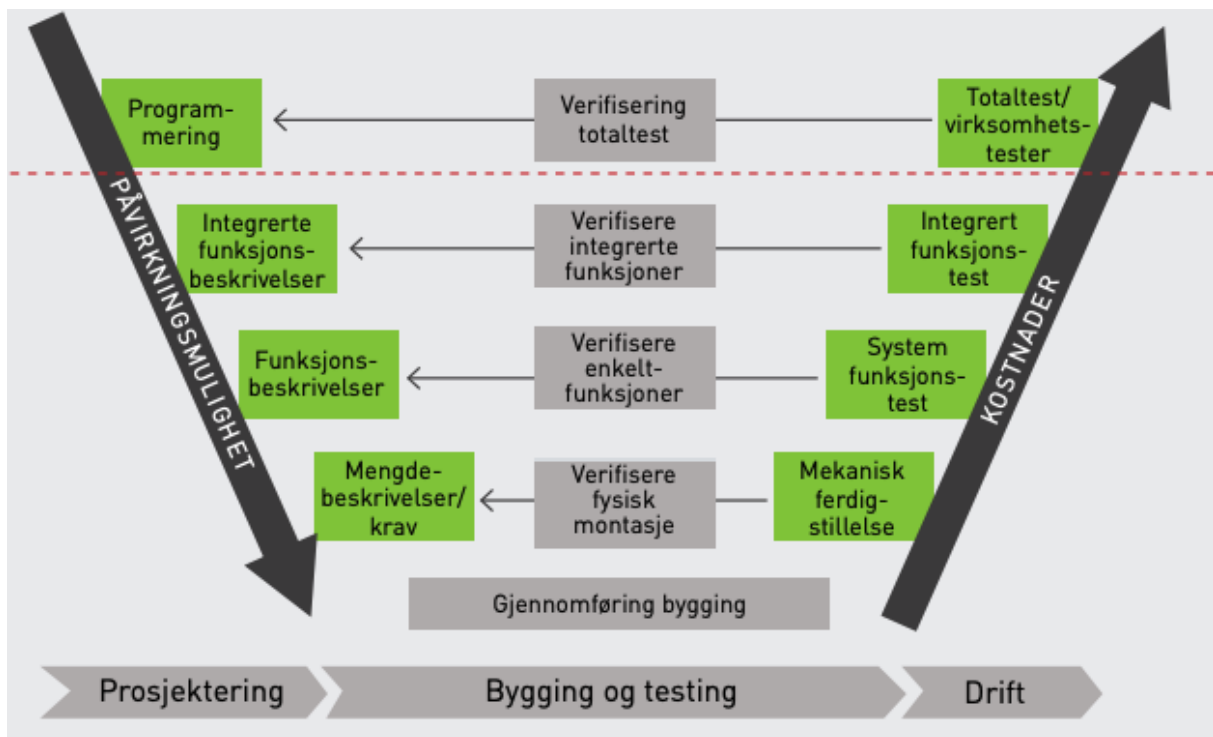 Program-
mering
Verifisering
totaltest
Totaltest/
virksomhets-
tester
PÅVIRKNINGSMULIGHET
Integrerte
funksjons-
beskrivelser
Verifisere
integrerte
funksjoner
Integrert
funksjons-
test
KOSTNADER
Funksjons-
beskrivelser
Verifisere
enkelt-
funksjoner
System
funksjons-
test
Mengde-
beskrivelser/
krav
Verifisere
fysisk
montasje
Mekanisk
ferdig-
stillelse
Gjennomføring bygging
Prosjektering
Bygging og testing
Drift